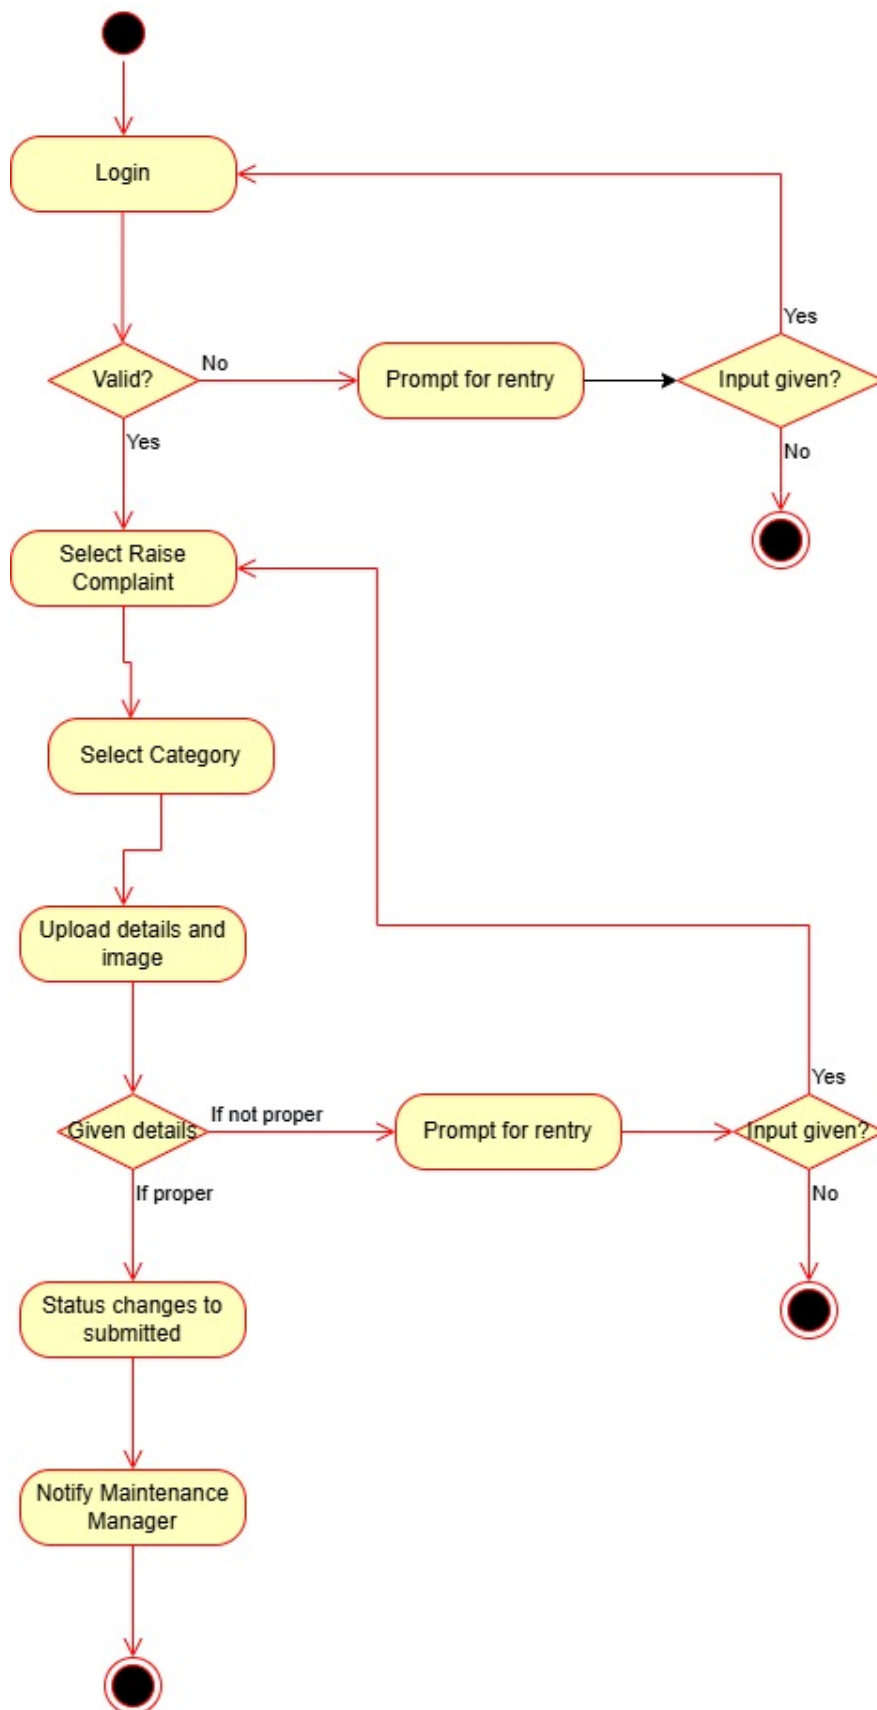 Login
Yes
Valid?
No
Prompt for rentry
Input given?
Yes
No
Select Raise
Complaint
Select Category
Upload details and
image
Yes
Given details
If not proper
Prompt for rentry
Input given?
If proper
No
Status changes to
submitted
Notify Maintenance
Manager